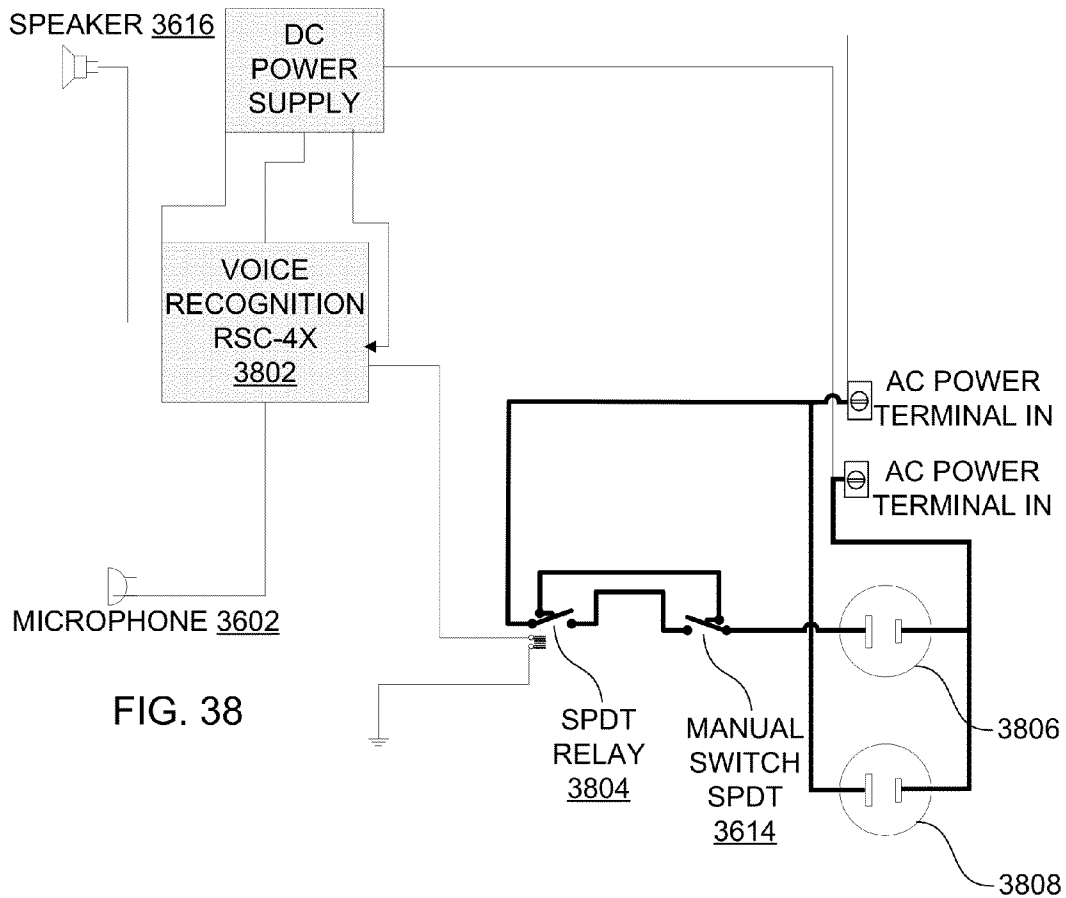 SPEAKER 3616
DC
POWER
SUPPLY
VOICE
RECOGNITION
RSC-4X
3802
AC POWER
TERMINAL IN
AC POWER
TERMINAL IN
MICROPHONE 3602
FIG. 38
SPDT
RELAY
3804
MANUAL
SWITCH
SPDT
3614
3806
3808